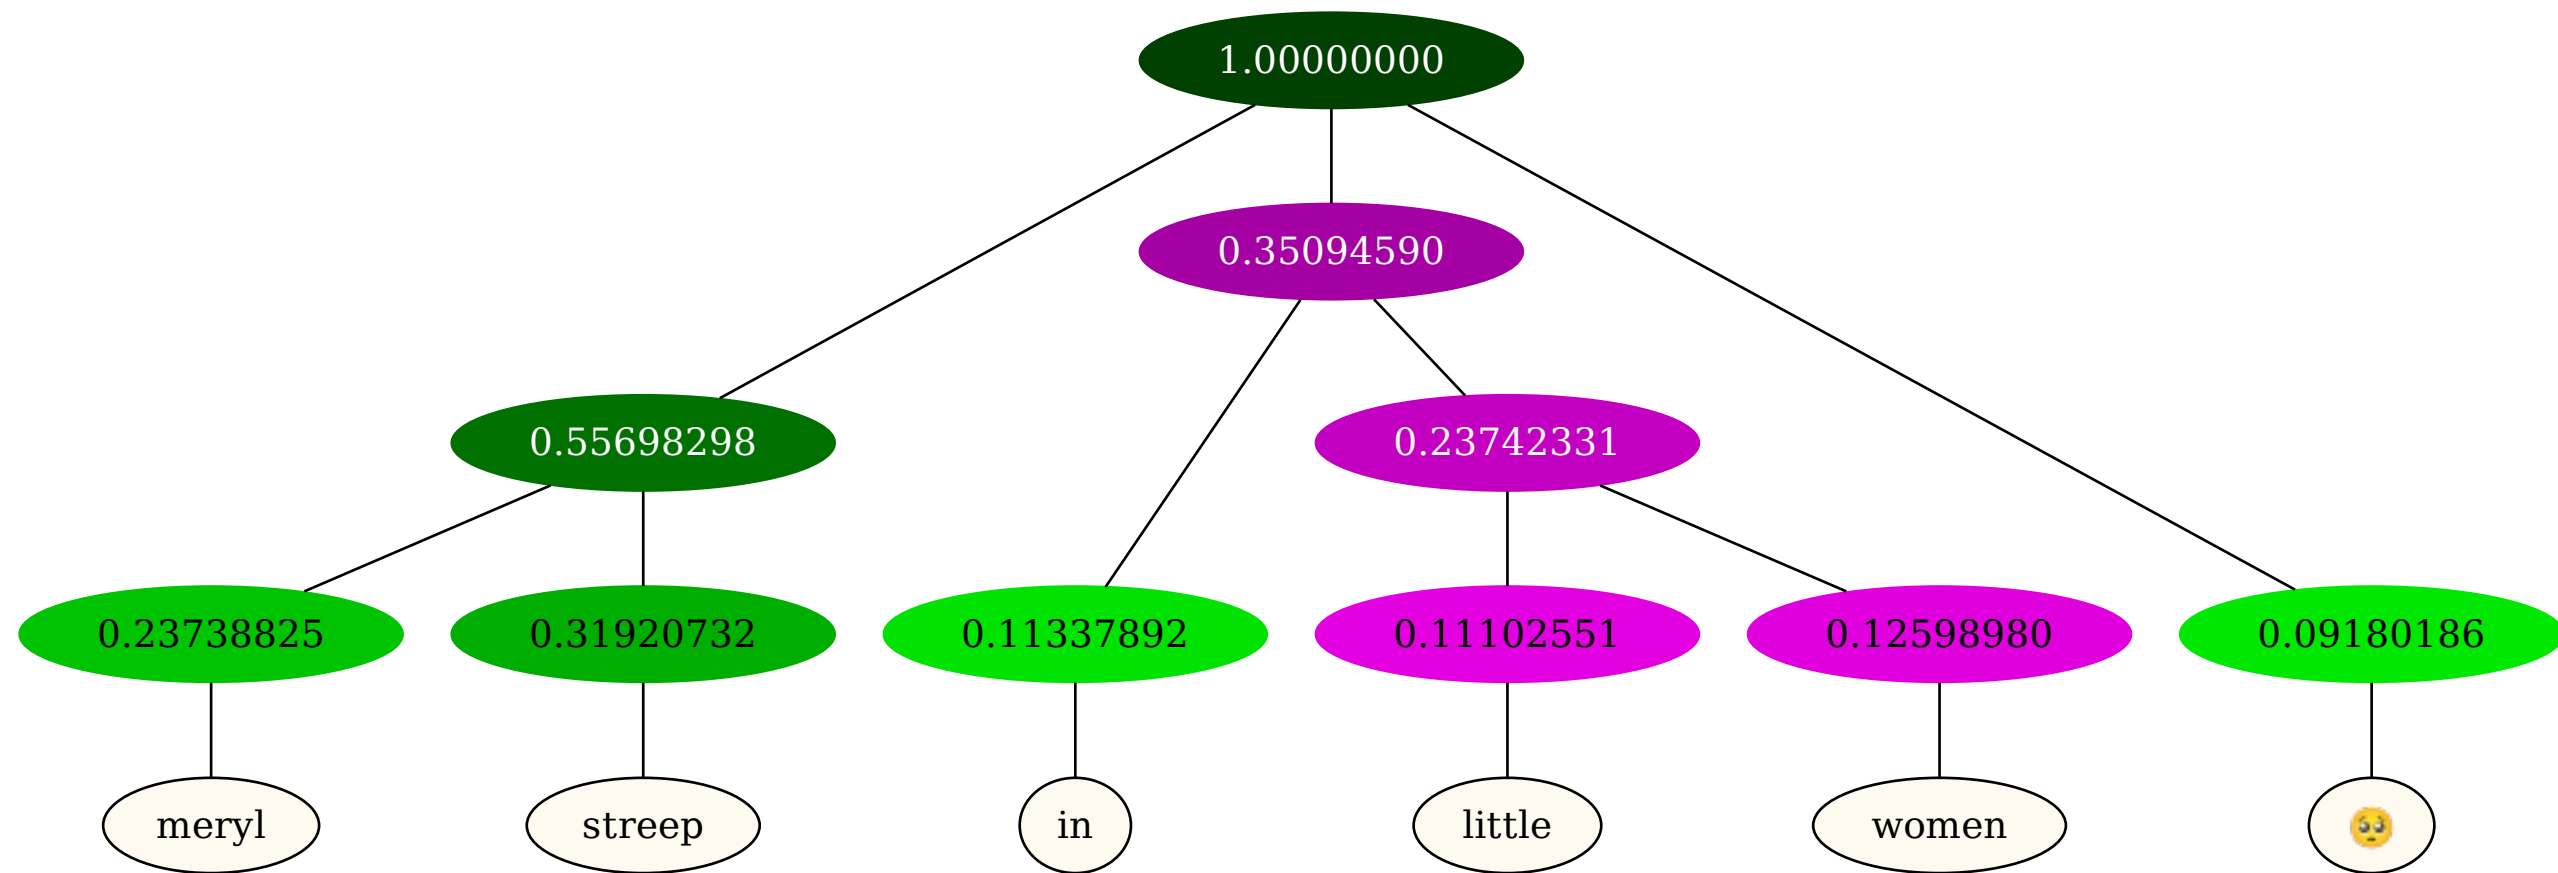 1.00000000
0.35094590
0.55698298 0.23742331
0.23738825 0.31920732 0.11337892 0.11102551 0.12598980 0.09180186
meryl streep in little women 🥺